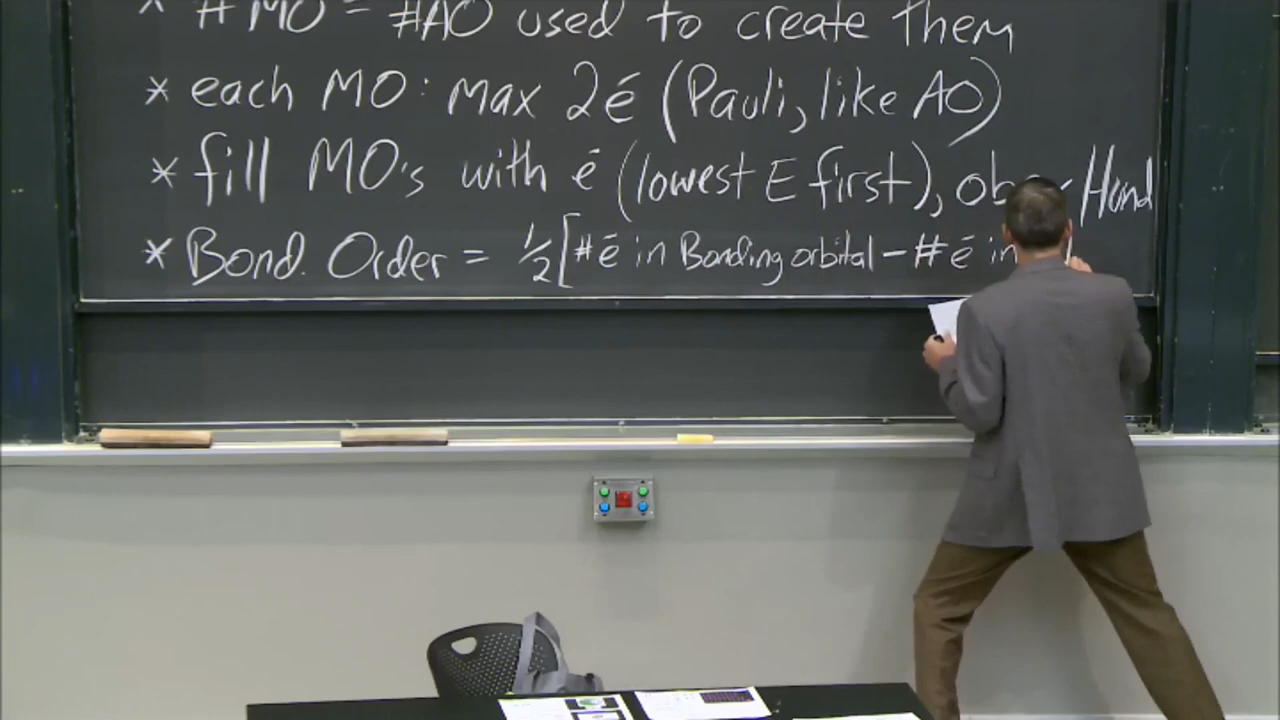 * # MO = #AO used to create them
* each MO: max 2é (Pauli, like AO)
* fill MO's with é (lowest E first), Hund
* Bond. Order = 1/2[#é in Bonding orbital - # é in